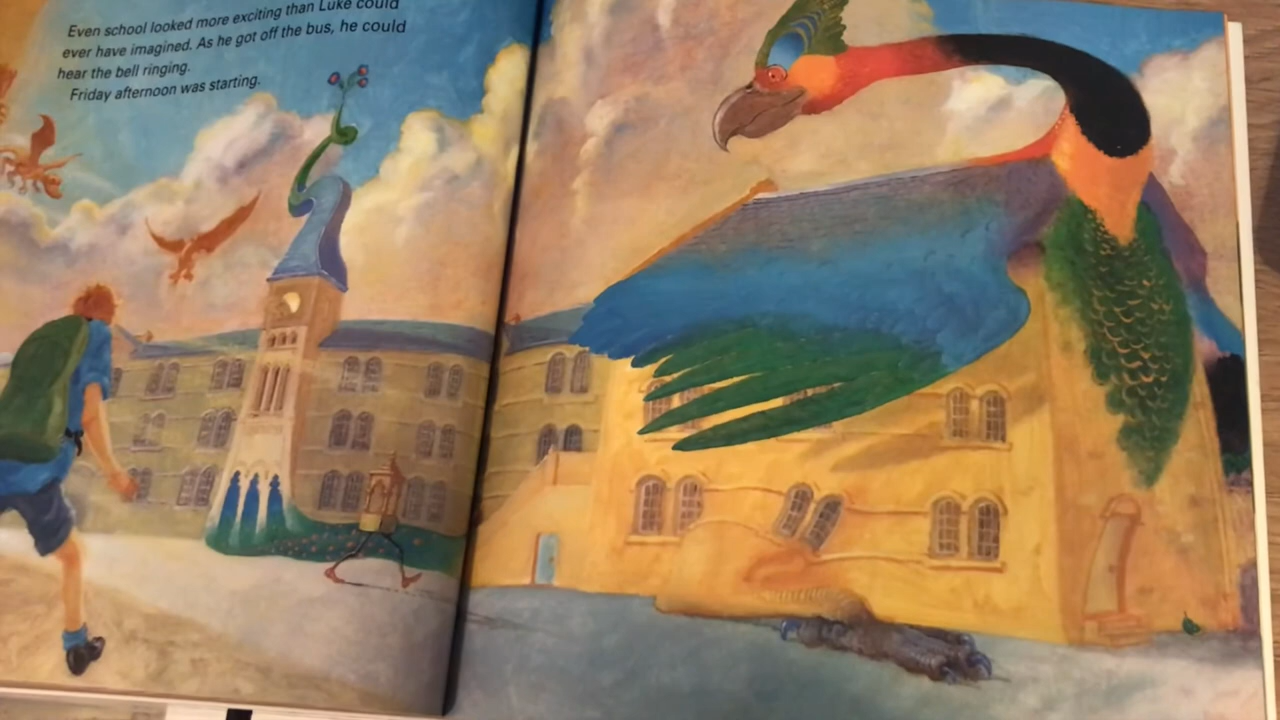 Even school looked more exciting than Luke could
ever have imagined. As he got off the bus, he could
hear the bell ringing.
Friday afternoon was starting.